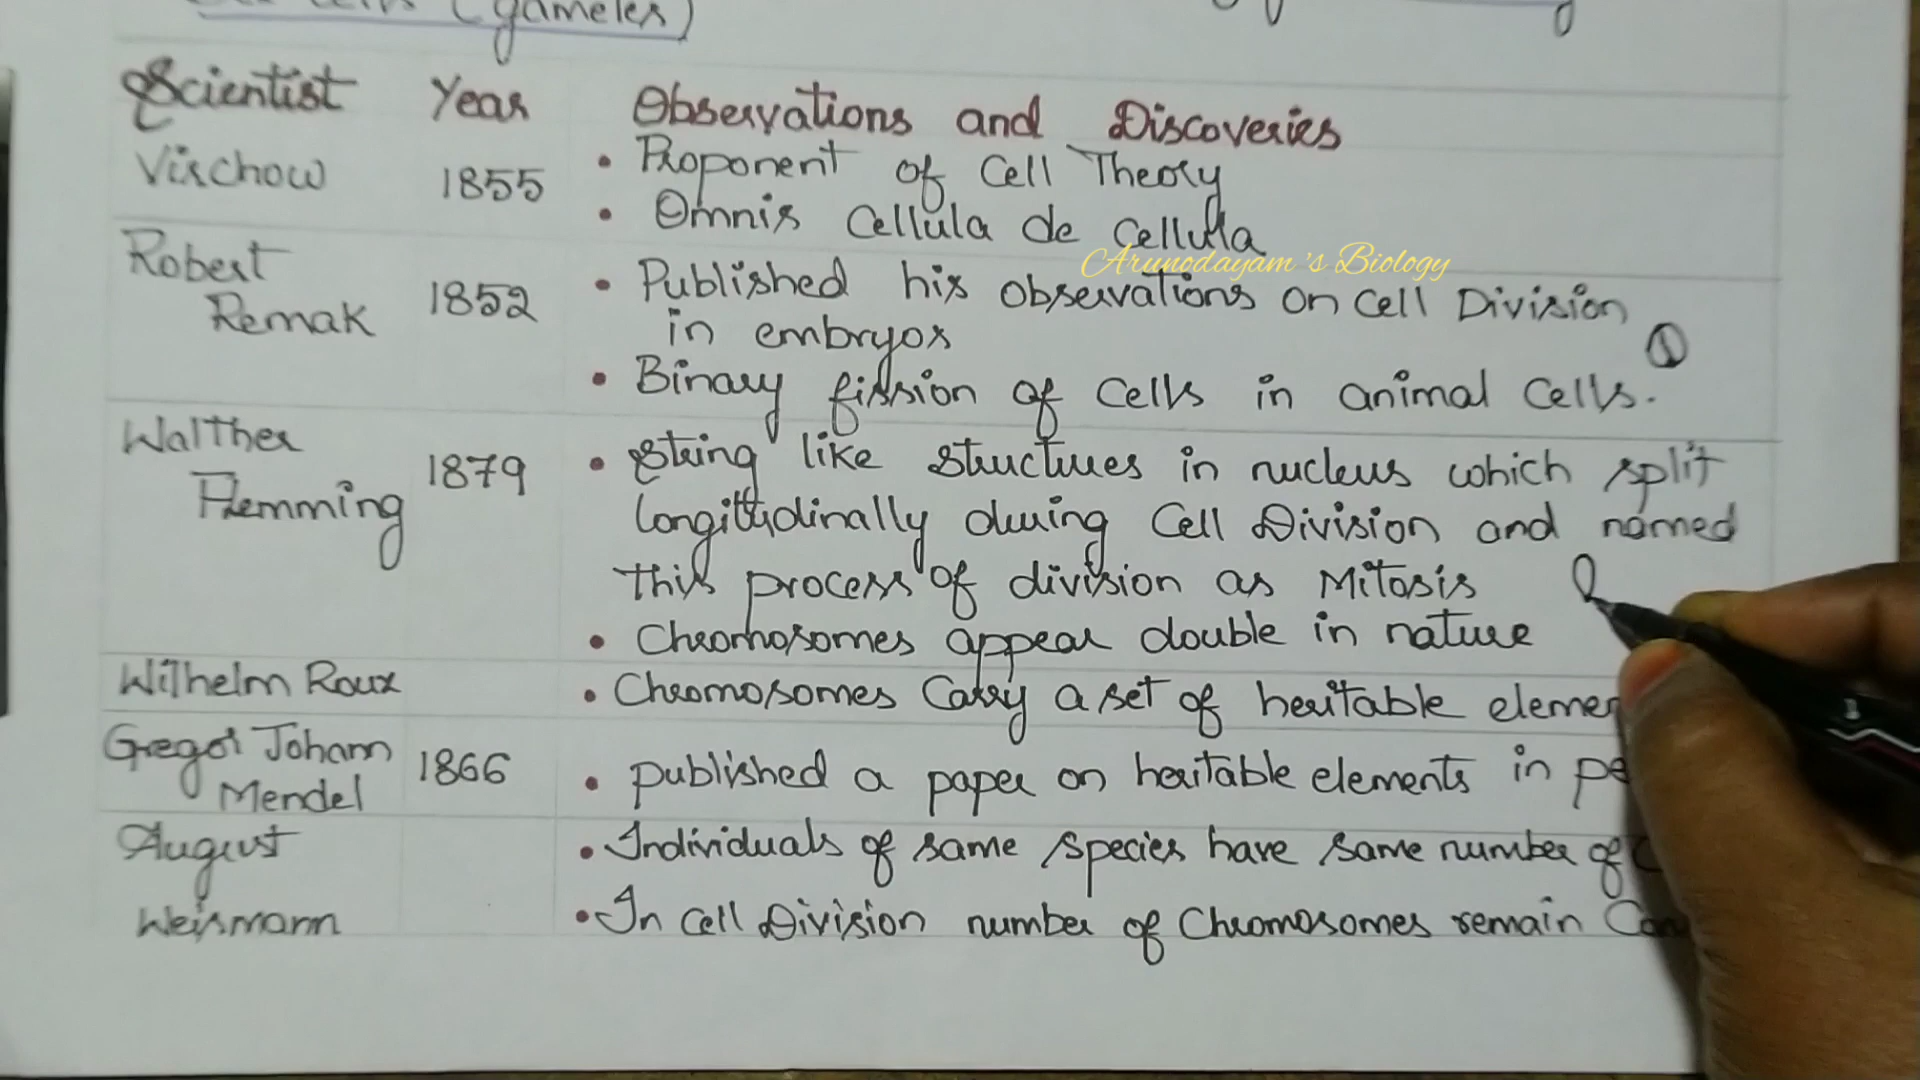 (gametes)
Scientist Year Observations and Discoveries
Virchow 1855 • Proponent of Cell Theory
• Omnis Cellula de Cellula
Arunodayam's Biology
Robert Remak 1852 • Published his observations on Cell Division
in embryos
• Binary fission of Cells in animal Cells.
①
Walther Flemming 1879 • String like structures in nucleus which split
longittudinally during Cell Division and named
this process of division as Mitosis
• Chromosomes appear double in nature
Wilhelm Roux • Chromosomes Carry a set of heritable
Gregor Johann Mendel 1866 • published a paper on heritable elements in
August Weismann • Individuals of same species have same number of
• In Cell Division number of Chromosomes remain